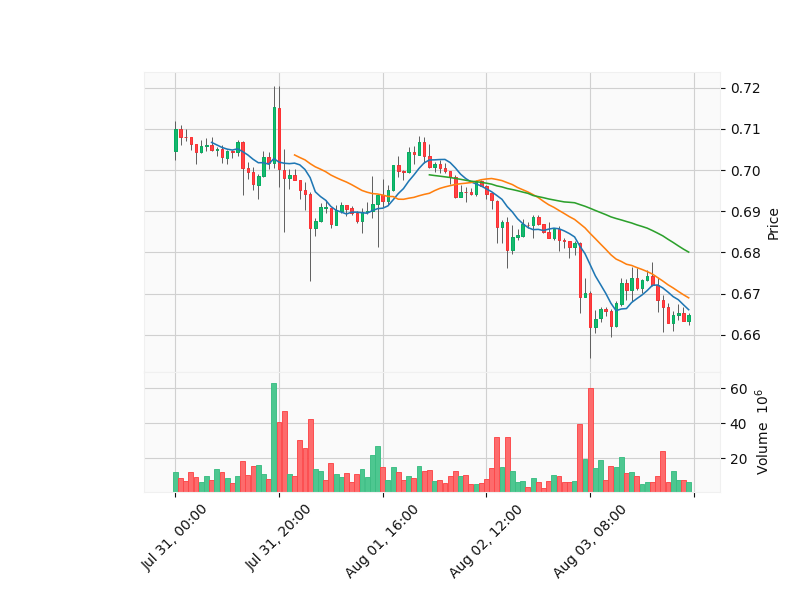 0.72
0.71
0.70
0.69
0.68
0.67
0.66
Price
60
40
20
Volume 10⁶
Jul 31, 00:00
Jul 31, 20:00
Aug 01, 16:00
Aug 02, 12:00
Aug 03, 08:00